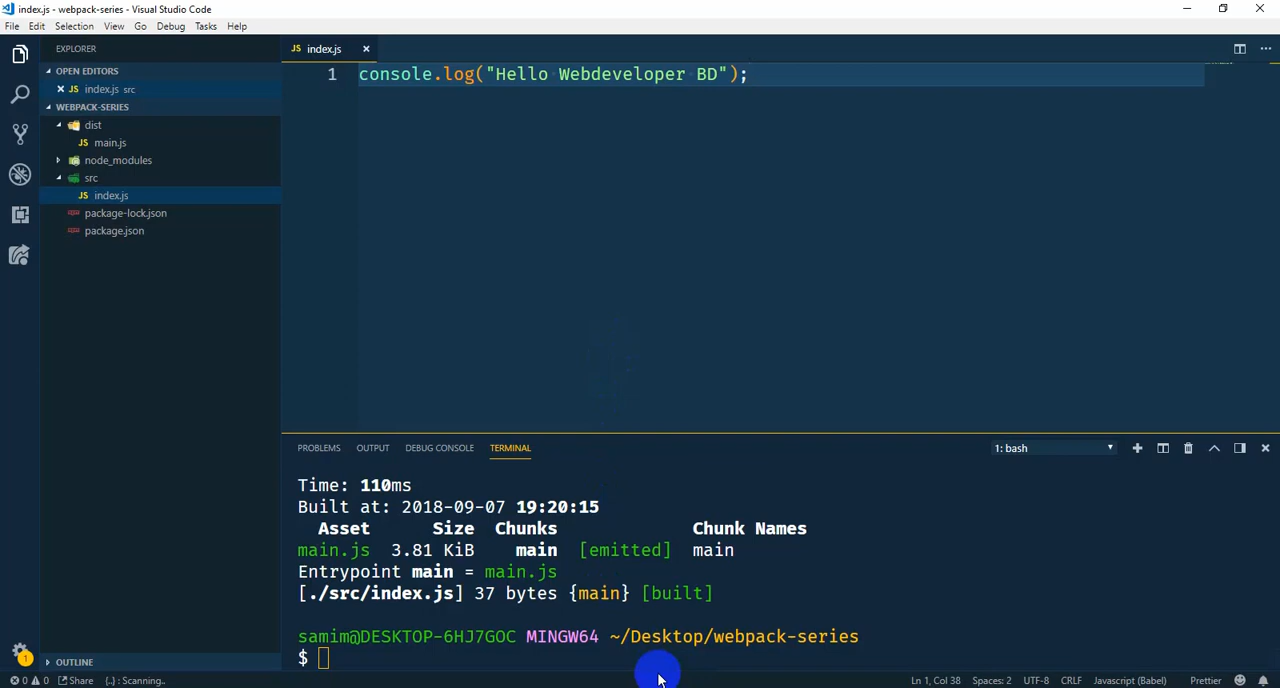 index.js - webpack-series - Visual Studio Code
File Edit Selection View Go Debug Tasks Help
EXPLORER
OPEN EDITORS
JS index.js src
WEBPACK-SERIES
dist
JS main.js
node_modules
src
JS index.js
package-lock.json
package.json
OUTLINE
JS index.js
1 console.log("Hello Webdeveloper BD");
PROBLEMS OUTPUT DEBUG CONSOLE TERMINAL 1: bash
Time: 110ms
Built at: 2018-09-07 19:20:15
Asset Size Chunks Chunk Names
main.js 3.81 KiB main [emitted] main
Entrypoint main = main.js
[./src/index.js] 37 bytes {main} [built]
samim@DESKTOP-6HJ7GOC MINGW64 ~/Desktop/webpack-series
$
1
0 0 Share {..} : Scanning.. Ln 1, Col 38 Spaces: 2 UTF-8 CRLF Javascript (Babel) Prettier